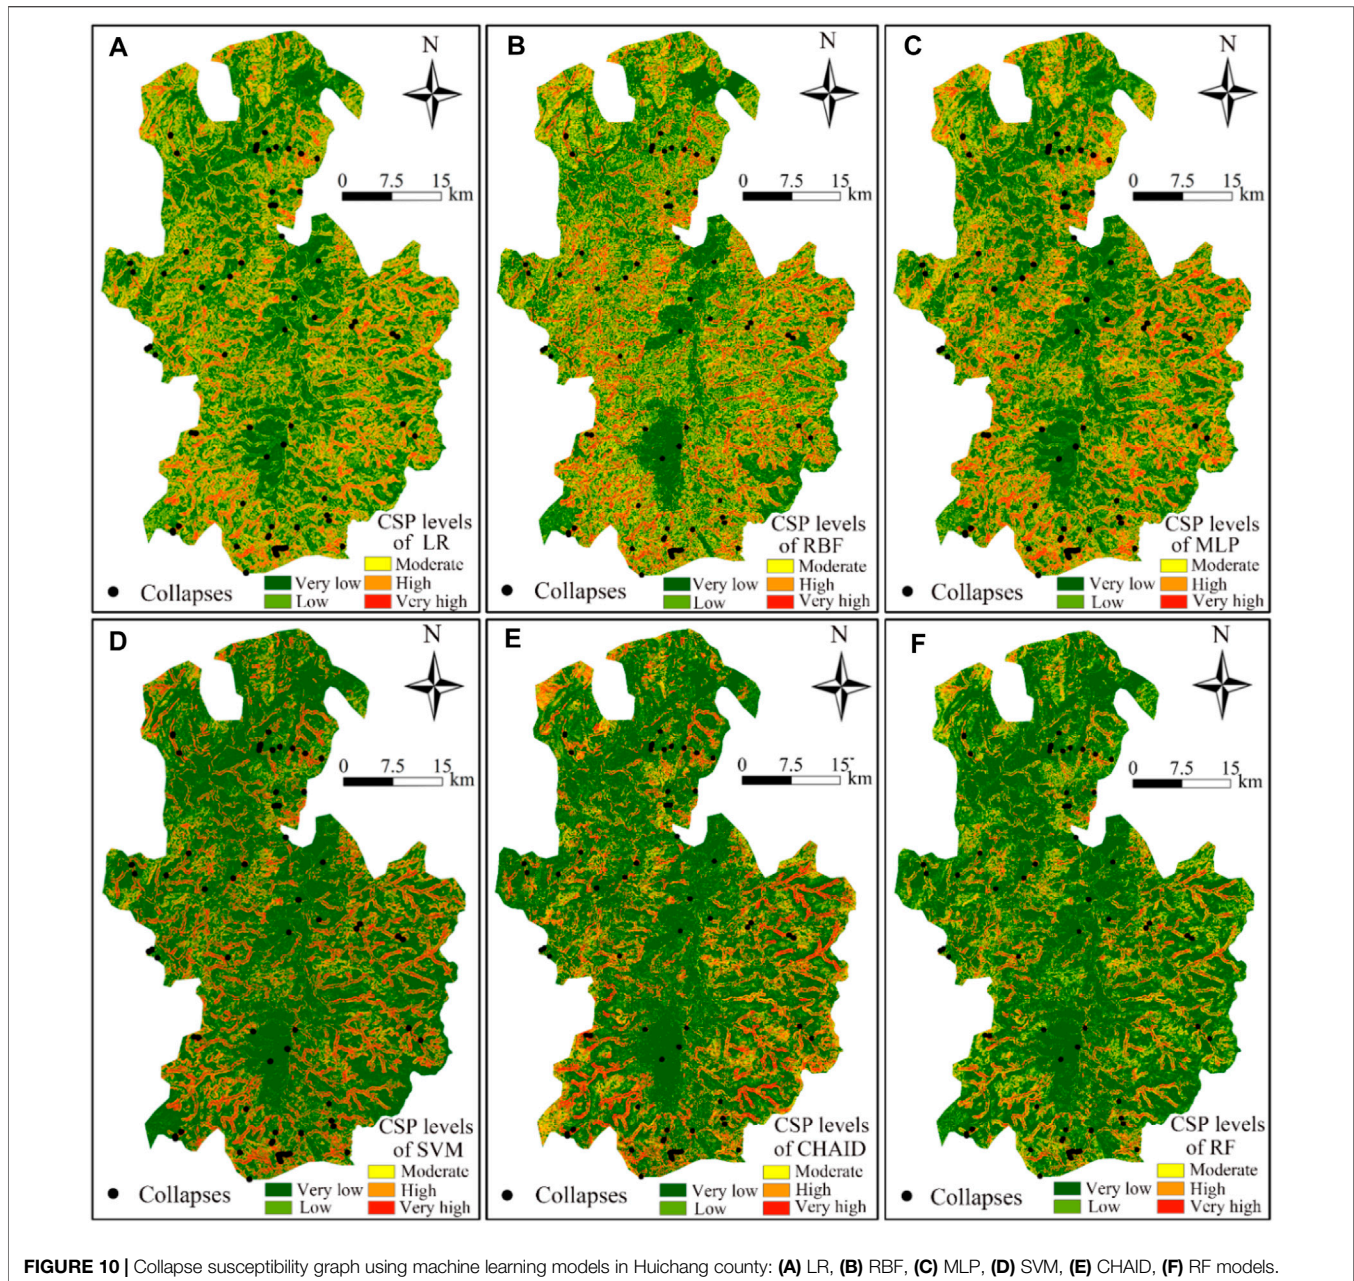 A
N
0 7.5 15
km
CSP levels
of LR
Moderate
Very low
High
Low
Very high
Collapses
B
N
0 7.5 15
km
CSP levels
of RBF
Moderate
Very low
High
Low
Very high
Collapses
C
N
0 7.5 15
km
CSP levels
of MLP
Moderate
Very low
High
Low
Very high
Collapses
D
N
0 7.5 15
km
CSP levels
of SVM
Moderate
Very low
High
Low
Very high
Collapses
E
N
0 7.5 15
km
CSP levels
of CHAID
Moderate
Very low
High
Low
Very high
Collapses
F
N
0 7.5 15
km
CSP levels
of RF
Moderate
Very low
High
Low
Very high
Collapses
FIGURE 10 | Collapse susceptibility graph using machine learning models in Huichang county: (A) LR, (B) RBF, (C) MLP, (D) SVM, (E) CHAID, (F) RF models.